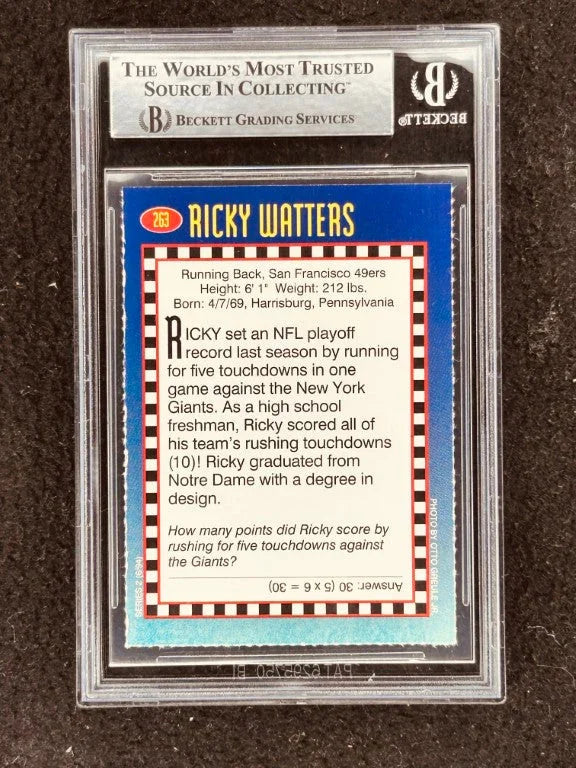 THE WORLD'S MOST TRUSTED
SOURCE IN COLLECTING™
B BECKETT GRADING SERVICES
B
BECKETT®
263 RICKY WATTERS
Running Back, San Francisco 49ers
Height: 6' 1" Weight: 212 lbs.
Born: 4/7/69, Harrisburg, Pennsylvania
RICKY set an NFL playoff
record last season by running
for five touchdowns in one
game against the New York
Giants. As a high school
freshman, Ricky scored all of
his team's rushing touchdowns
(10)! Ricky graduated from
Notre Dame with a degree in
design.
How many points did Ricky score by
rushing for five touchdowns against
the Giants?
Answer: 30 (5 x 6 = 30)
SERIES 2 (6/94)
PHOTO BY OTTO GREULE JR.